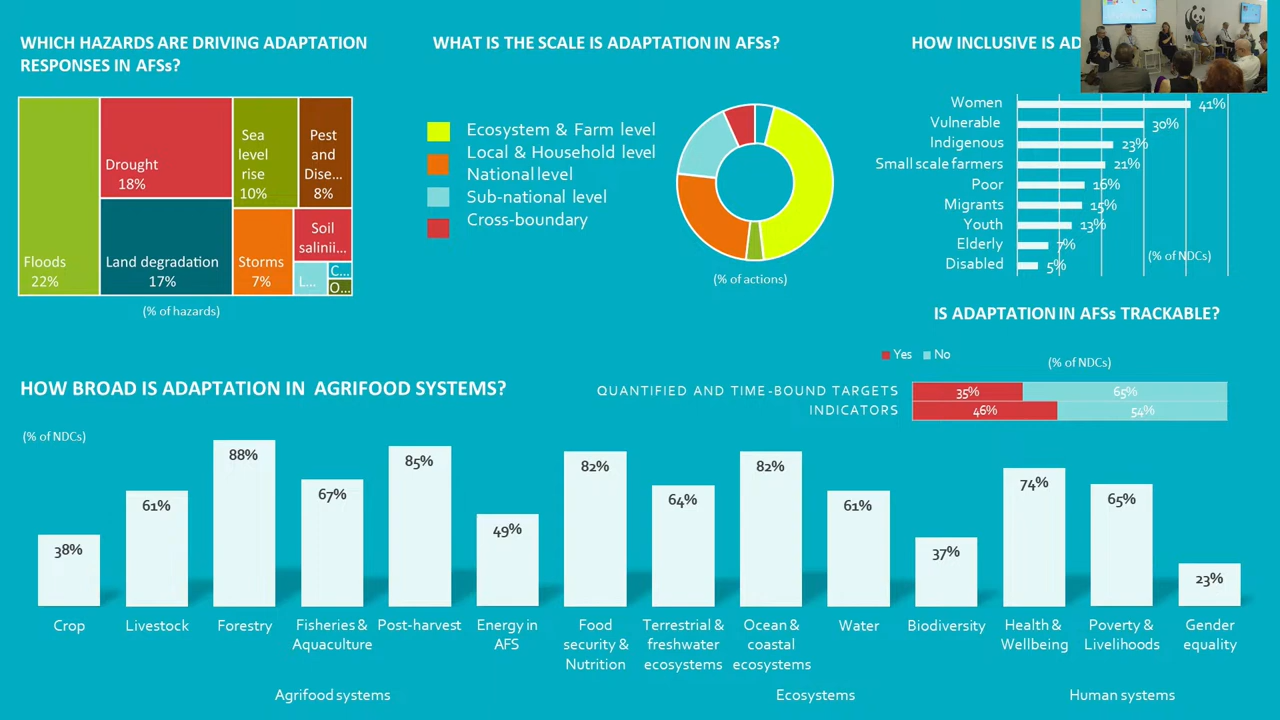 WHICH HAZARDS ARE DRIVING ADAPTATION
RESPONSES IN AFSs?
Floods
22%
Drought
18%
Land degradation
17%
Sea
level
rise
10%
Pest
and
Dise...
8%
Storms
7%
Soil
salinii...
L...
C...
O...
(% of hazards)
WHAT IS THE SCALE IS ADAPTATION IN AFSs?
Ecosystem & Farm level
Local & Household level
National level
Sub-national level
Cross-boundary
(% of actions)
HOW INCLUSIVE IS AD
Women 41%
Vulnerable 30%
Indigenous 23%
Small scale farmers 21%
Poor 16%
Migrants 15%
Youth 13%
Elderly 7%
Disabled 5%
(% of NDCs)
IS ADAPTATION IN AFSs TRACKABLE?
Yes No
(% of NDCs)
QUANTIFIED AND TIME-BOUND TARGETS 35% 65%
INDICATORS 46% 54%
HOW BROAD IS ADAPTATION IN AGRIFOOD SYSTEMS?
(% of NDCs)
38%
61%
88%
67%
85%
49%
82%
64%
82%
61%
37%
74%
65%
23%
Crop
Livestock
Forestry
Fisheries &
Aquaculture
Post-harvest
Energy in
AFS
Food
security &
Nutrition
Terrestrial &
freshwater
ecosystems
Ocean &
coastal
ecosystems
Water
Biodiversity
Health &
Wellbeing
Poverty &
Livelihoods
Gender
equality
Agrifood systems
Ecosystems
Human systems